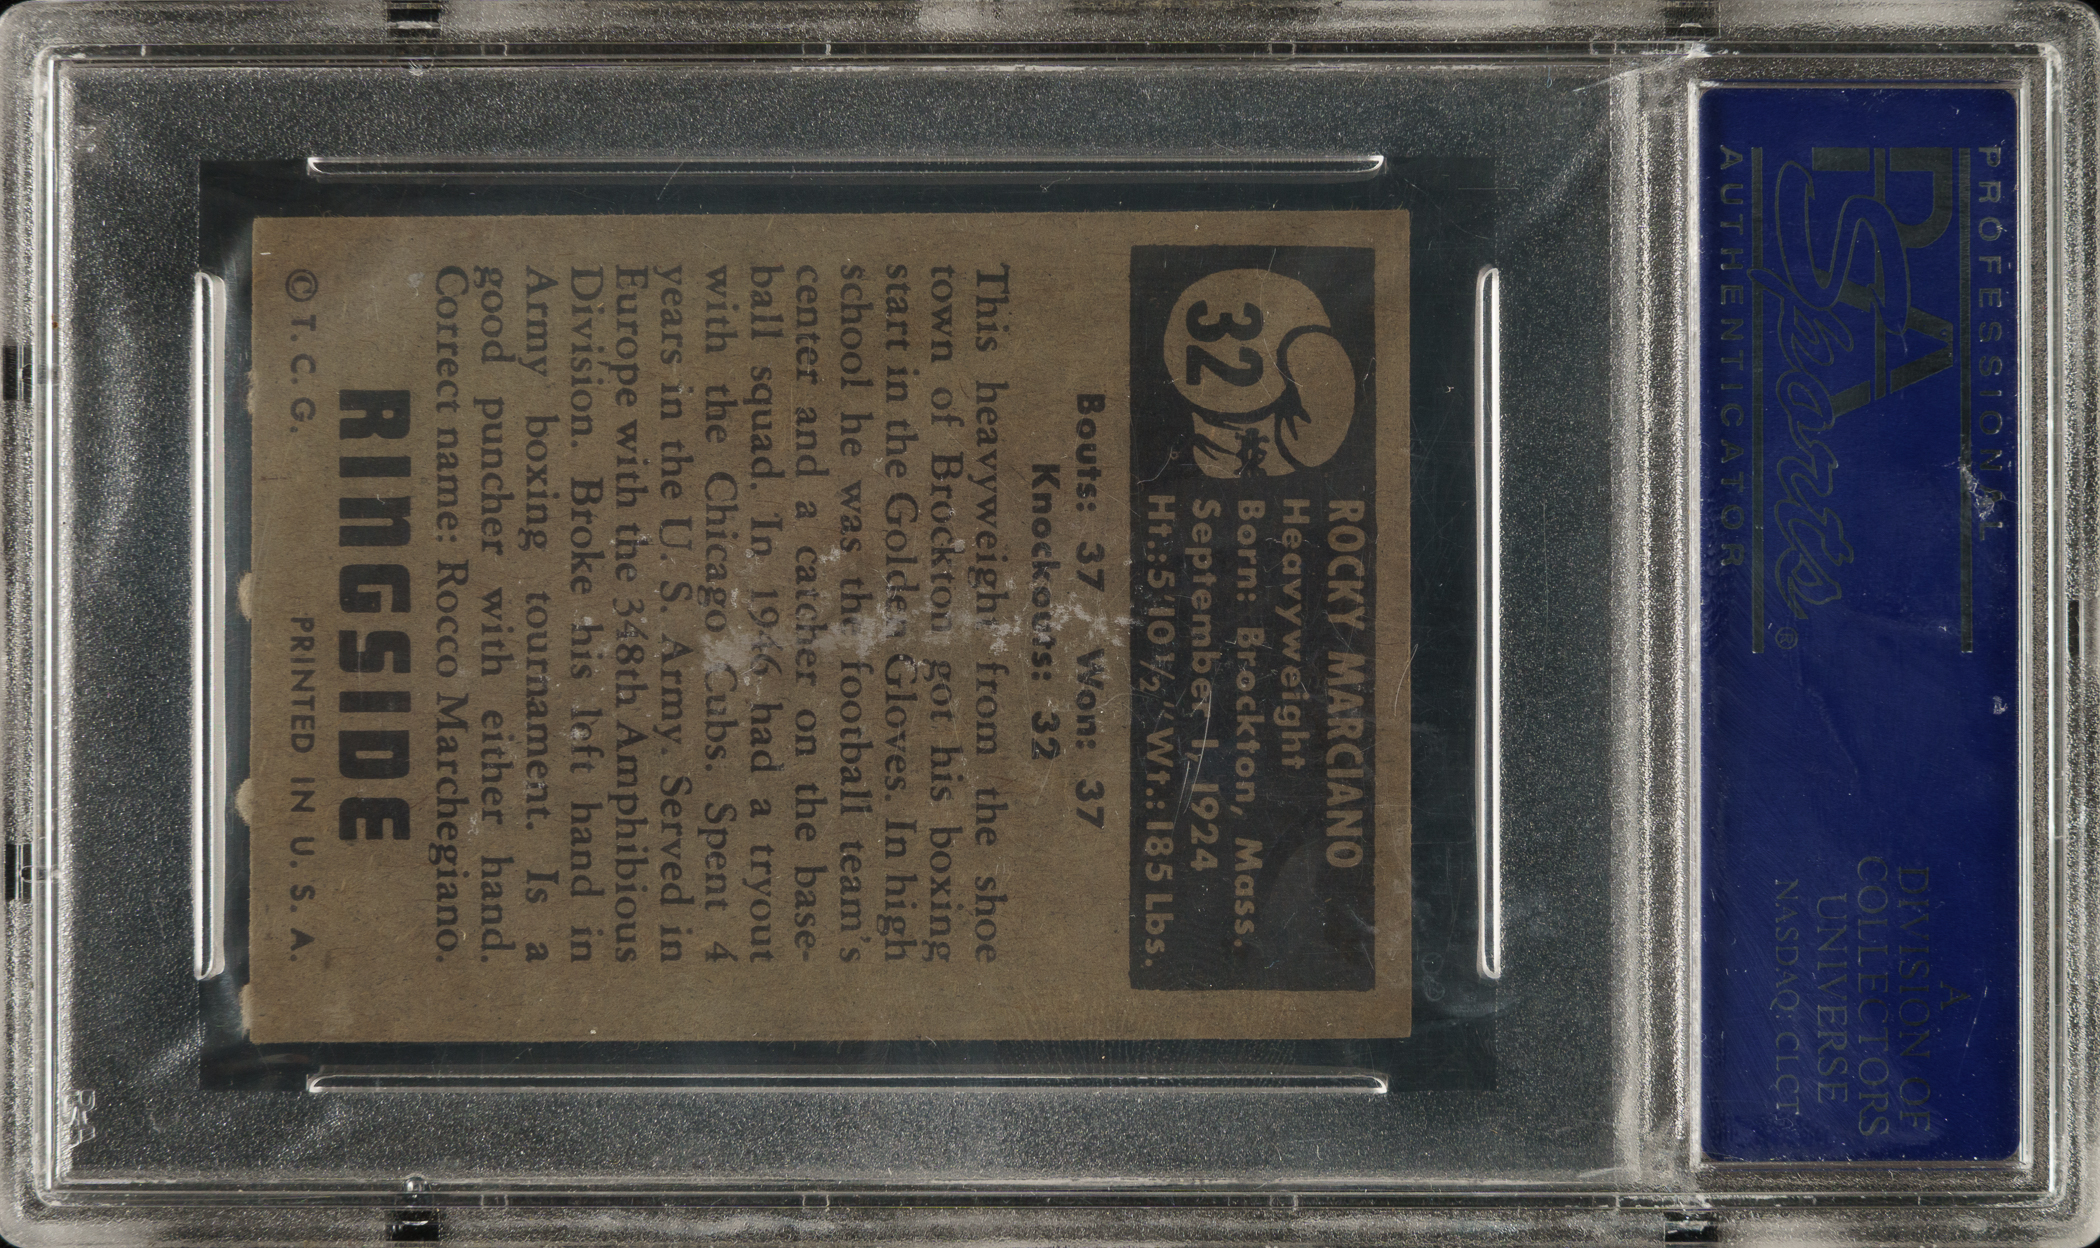 PROFESSIONAL
PSA
Sports®
AUTHENTICATOR
A
DIVISION OF
COLLECTORS
UNIVERSE
NASDAQ: CLCT
32
ROCKY MARCIANO
Heavyweight
Born: Brockton, Mass.
September 1, 1924
Ht.: 5'10½" Wt.: 185 Lbs.
Bouts: 37 Won: 37
Knockouts: 32
This heavyweight from the shoe
town of Brockton got his boxing
start in the Golden Gloves. In high
school he was the football team's
center and a catcher on the base-
ball squad. In 1946 had a tryout
with the Chicago Cubs. Spent 4
years in the U. S. Army. Served in
Europe with the 348th Amphibious
Division. Broke his left hand in
Army boxing tournament. Is a
good puncher with either hand.
Correct name: Rocco Marchegiano.
RINGSIDE
© T. C. G. PRINTED IN U. S. A.
PSA